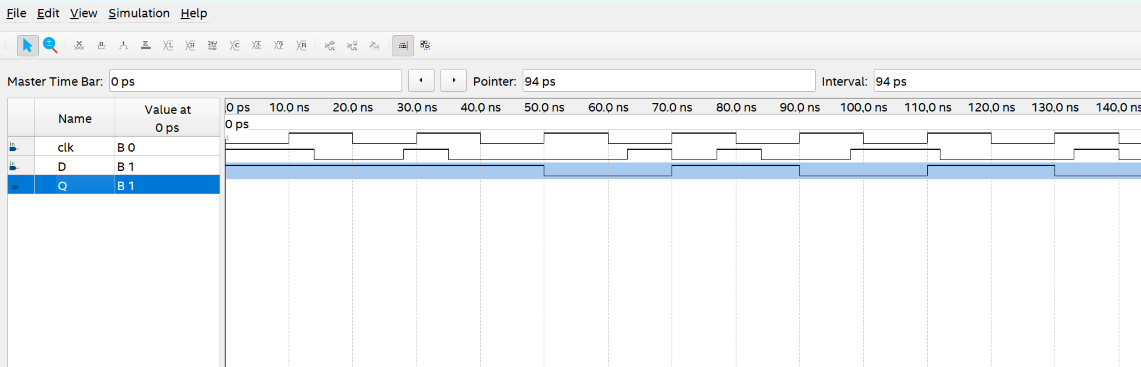 File Edit View Simulation Help
Master Time Bar: 0 ps Pointer: 94 ps Interval: 94 ps
Name Value at 0 ps
0 ps 10.0 ns 20.0 ns 30.0 ns 40.0 ns 50.0 ns 60.0 ns 70.0 ns 80.0 ns 90.0 ns 100.0 ns 110.0 ns 120.0 ns 130.0 ns 140.0 ns
0 ps
clk B 0
D B 1
Q B 1